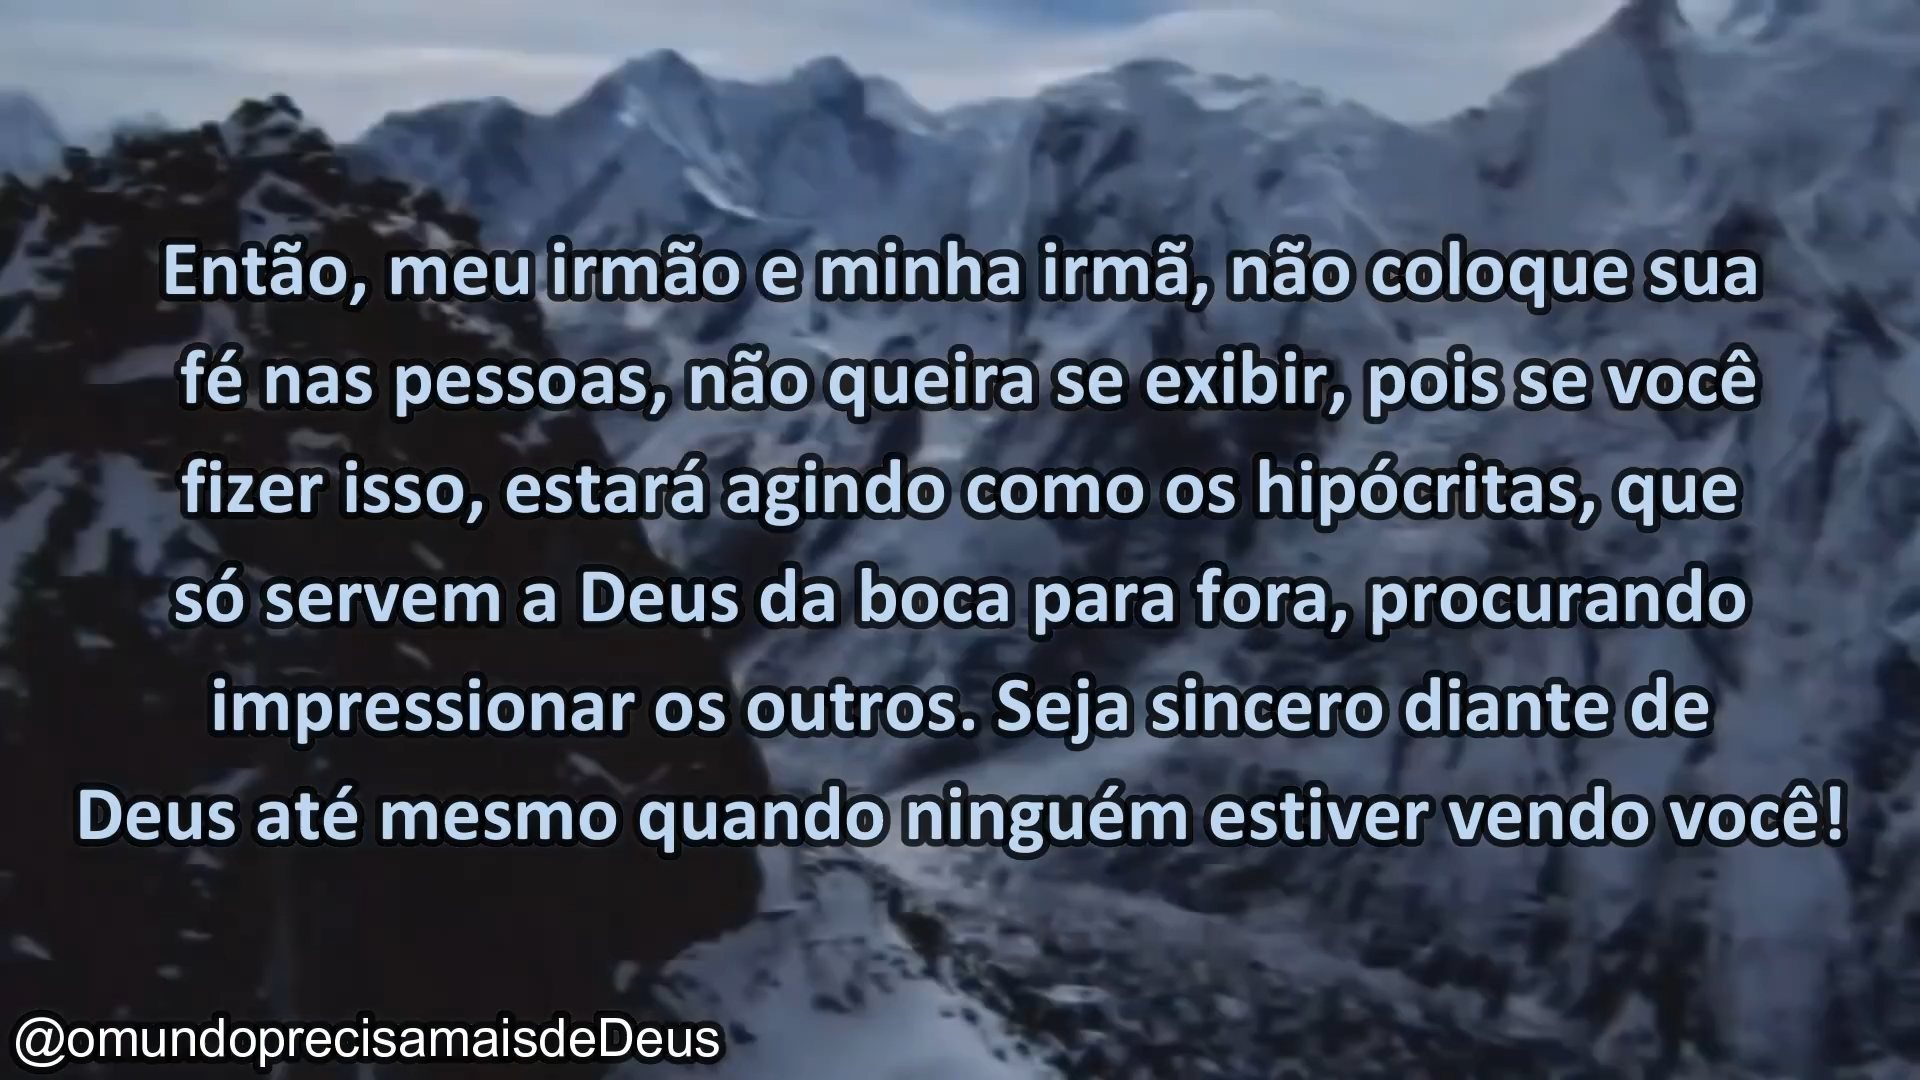 Então, meu irmão e minha irmã, não coloque sua
fé nas pessoas, não queira se exibir, pois se você
fizer isso, estará agindo como os hipócritas, que
só servem a Deus da boca para fora, procurando
impressionar os outros. Seja sincero diante de
Deus até mesmo quando ninguém estiver vendo você!
@omundoprecisamaisdeDeus